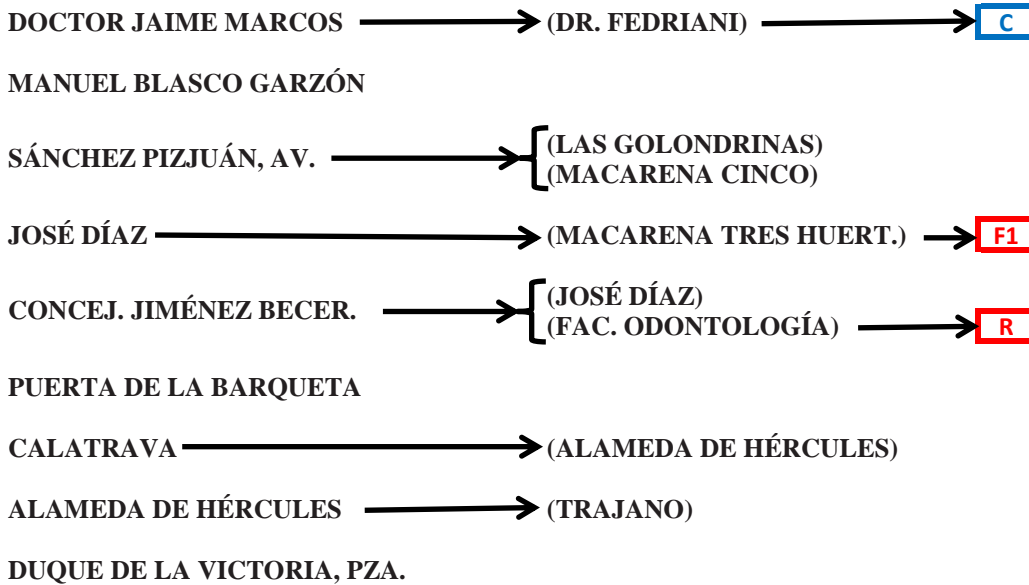 DOCTOR JAIME MARCOS (DR. FEDRIANI) C
MANUEL BLASCO GARZÓN
SÁNCHEZ PIZJUÁN, AV. (LAS GOLONDRINAS)
(MACARENA CINCO)
JOSÉ DÍAZ (MACARENA TRES HUERT.) F1
CONCEJ. JIMÉNEZ BECER. (JOSÉ DÍAZ)
(FAC. ODONTOLOGÍA) R
PUERTA DE LA BARQUETA
CALATRAVA (ALAMEDA DE HÉRCULES)
ALAMEDA DE HÉRCULES (TRAJANO)
DUQUE DE LA VICTORIA, PZA.